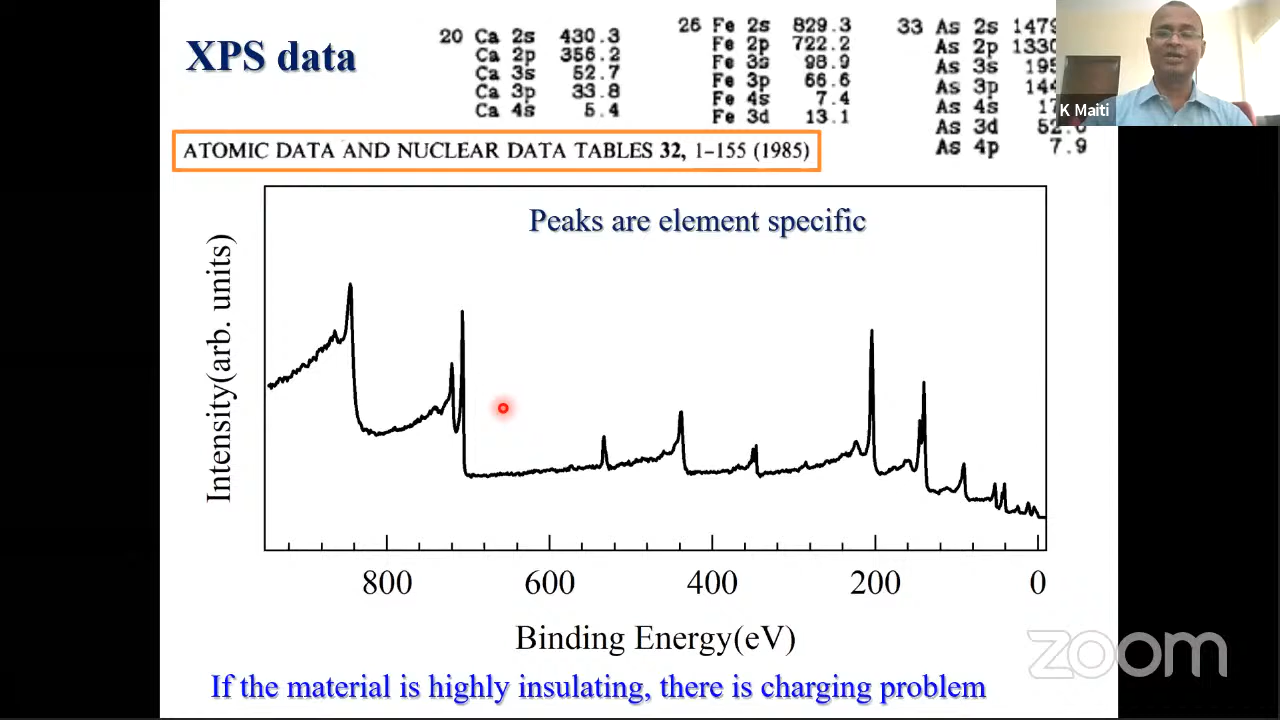 XPS data
20 Ca 2s 430.3
Ca 2p 356.2
Ca 3s 52.7
Ca 3p 33.8
Ca 4s 5.4
26 Fe 2s 829.3
Fe 2p 722.2
Fe 3s 98.9
Fe 3p 66.6
Fe 4s 7.4
Fe 3d 13.1
33 As 2s 1479
As 2p 1330
As 3s 195
As 3p 144
As 4s 17
As 3d 52.
As 4p 7.9
K Maiti
ATOMIC DATA AND NUCLEAR DATA TABLES 32, 1–155 (1985)
Peaks are element specific
Intensity(arb. units)
800 600 400 200 0
Binding Energy(eV)
zoom
If the material is highly insulating, there is charging problem